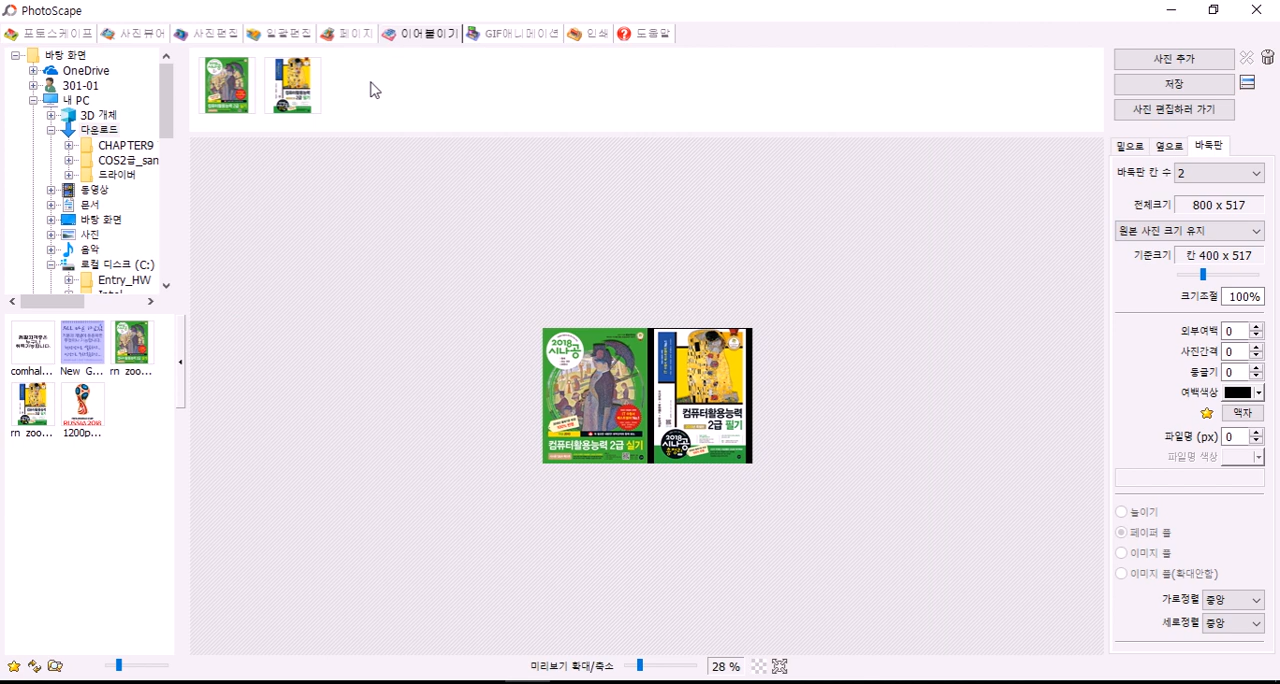 PhotoScape
포토스케이프 사진뷰어 사진편집 일괄편집 페이지 이어붙이기 GIF애니메이션 인쇄 도움말
바탕 화면
OneDrive
301-01
내 PC
3D 개체
다운로드
CHAPTER9
COS2급_san
드라이버
동영상
문서
바탕 화면
사진
음악
로컬 디스크 (C:)
Entry_HW
comhal... New G... rn zoo...
rn zoo... 1200p...
RUSSIA 2018
2018
시나공
컴퓨터활용능력 2급 실기
컴퓨터활용능력
2급 필기
2018
시나공
미리보기 확대/축소 28 %
사진 추가
저장
사진 편집하러 가기
밑으로 옆으로 바둑판
바둑판 칸 수 2
전체크기 800 x 517
원본 사진 크기 유지
기준크기 칸 400 x 517
크기조절 100%
외부여백 0
사진간격 0
둥글기 0
여백색상
액자
파일명 (px) 0
파일명 색상
늘이기
페이퍼 풀
이미지 풀
이미지 풀(확대안함)
가로정렬 중앙
세로정렬 중앙